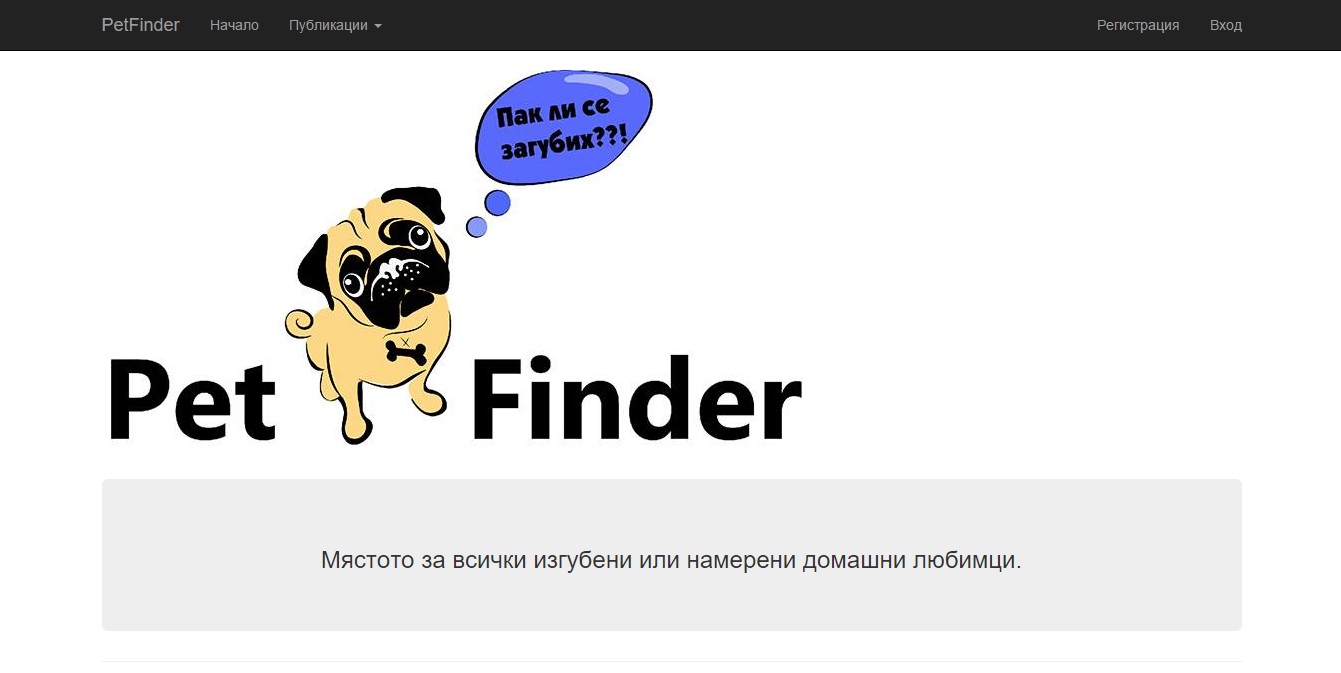 PetFinder Начало Публикации Регистрация Вход
Пак ли се
загубих??!
Pet Finder
Мястото за всички изгубени или намерени домашни любимци.